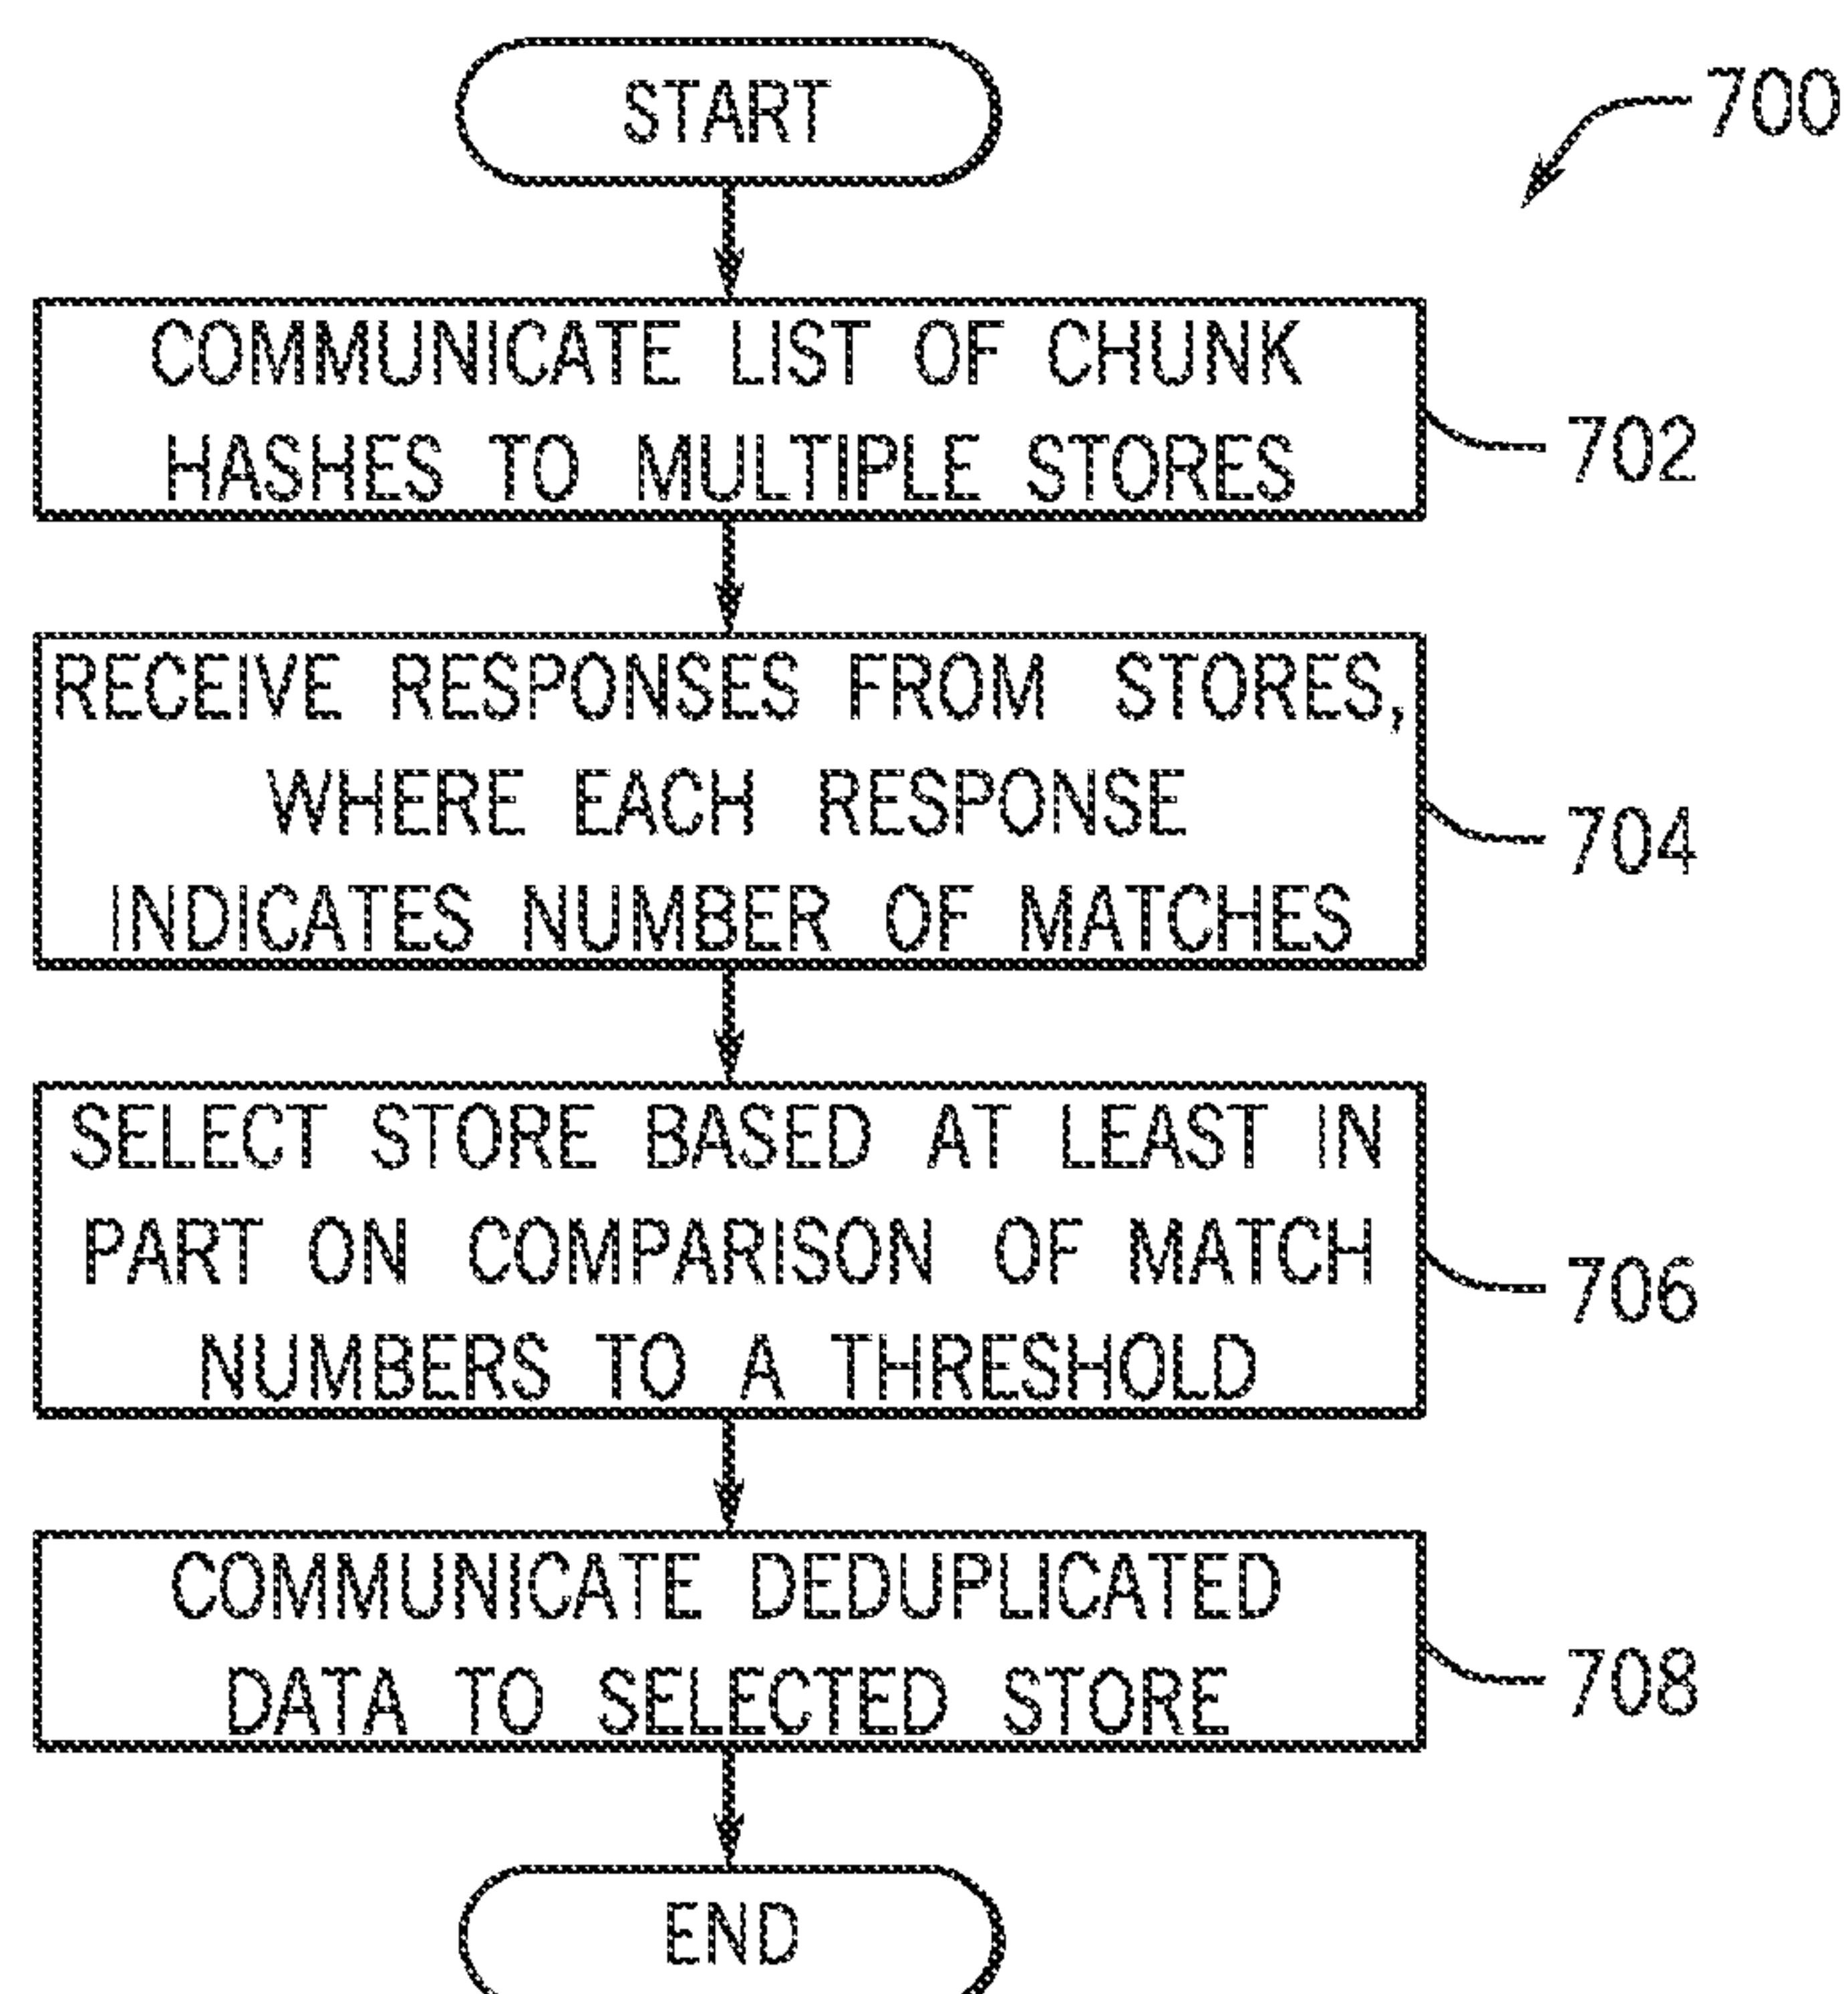 START
700
COMMUNICATE LIST OF CHUNK
HASHES TO MULTIPLE STORES
702
RECEIVE RESPONSES FROM STORES,
WHERE EACH RESPONSE
INDICATES NUMBER OF MATCHES
704
SELECT STORE BASED AT LEAST IN
PART ON COMPARISON OF MATCH
NUMBERS TO A THRESHOLD
706
COMMUNICATE DEDUPLICATED
DATA TO SELECTED STORE
708
END